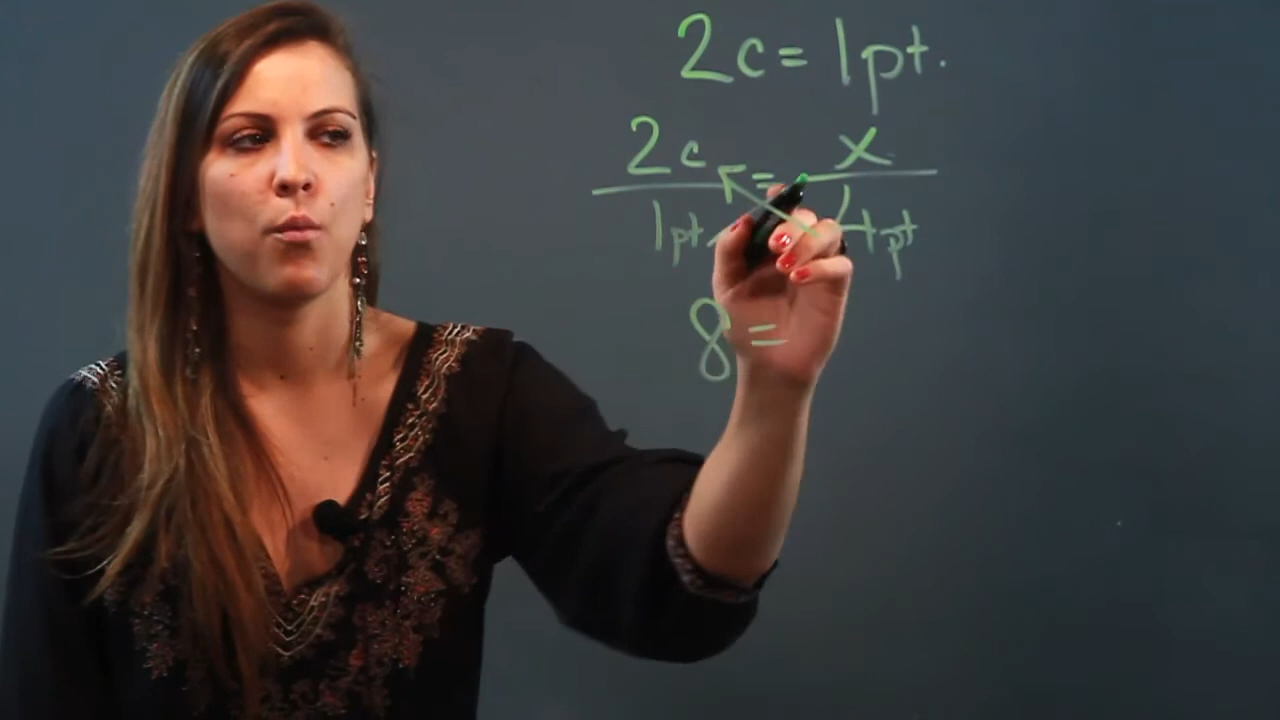 2c = 1pt.
2c = x
1pt 4pt
8 =